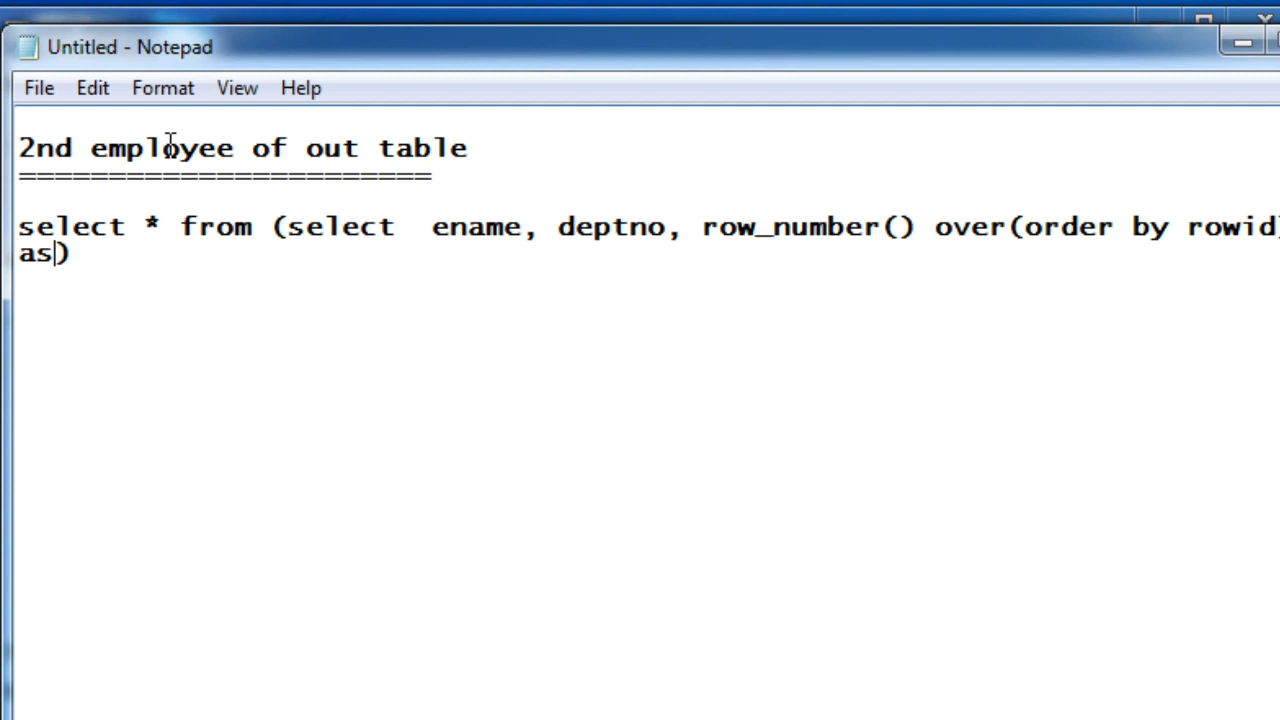 Untitled - Notepad
File Edit Format View Help
2nd employee of out table
=======================
select * from (select  ename, deptno, row_number() over(order by rowid)
as)